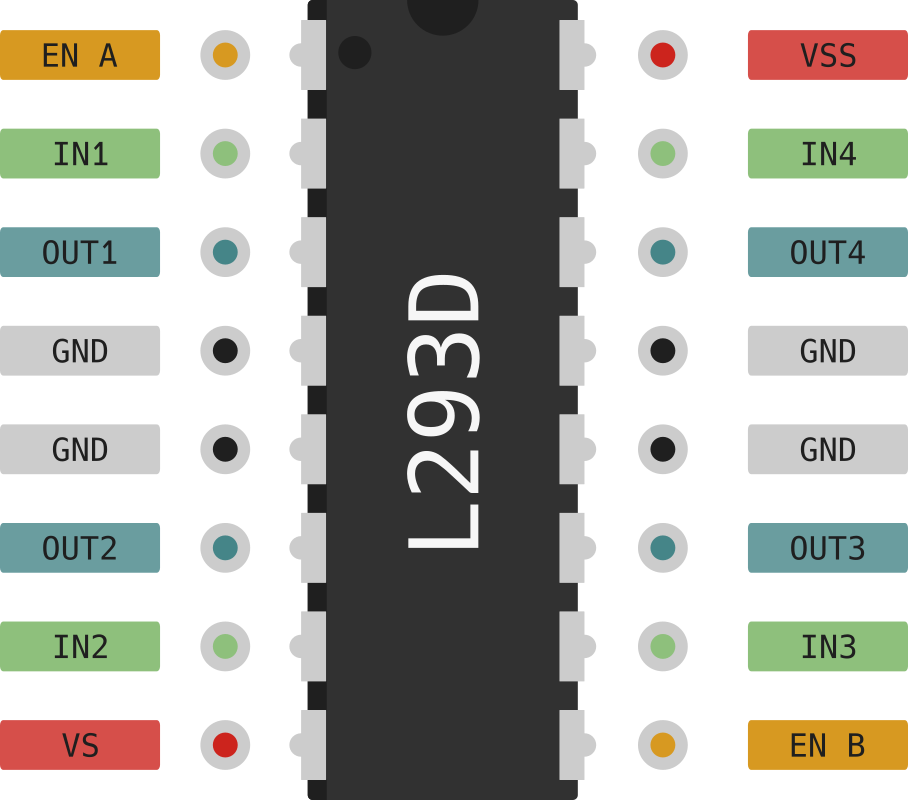 EN A
IN1
OUT1
GND
GND
OUT2
IN2
VS
L293D
VSS
IN4
OUT4
GND
GND
OUT3
IN3
EN B